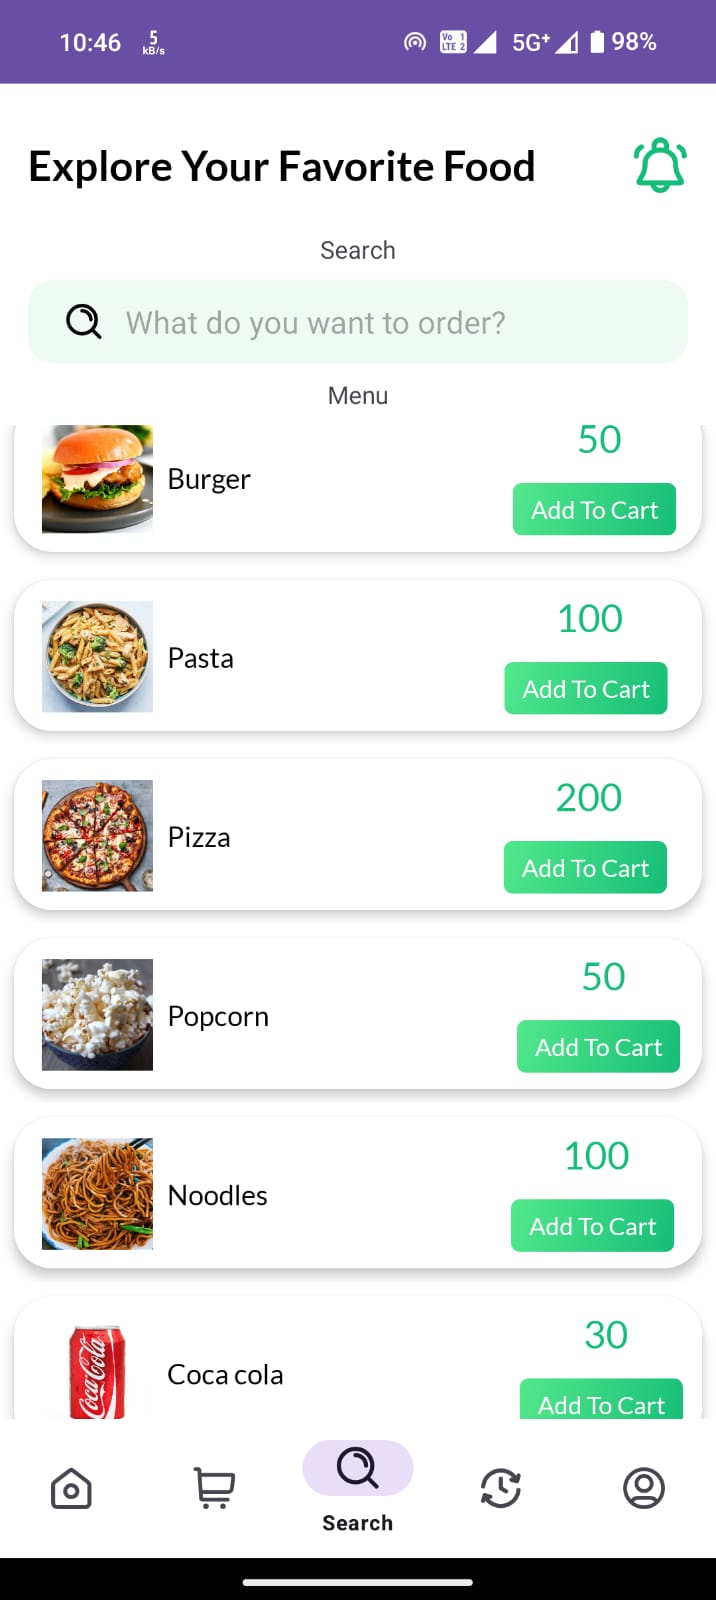 10:46 5 kB/s Vo 1 LTE 2 5G+ 98%
Explore Your Favorite Food
Search
What do you want to order?
Menu
50
Burger
Add To Cart
100
Pasta
Add To Cart
200
Pizza
Add To Cart
50
Popcorn
Add To Cart
100
Noodles
Add To Cart
30
Coca cola
Coca-Cola
Add To Cart
Search